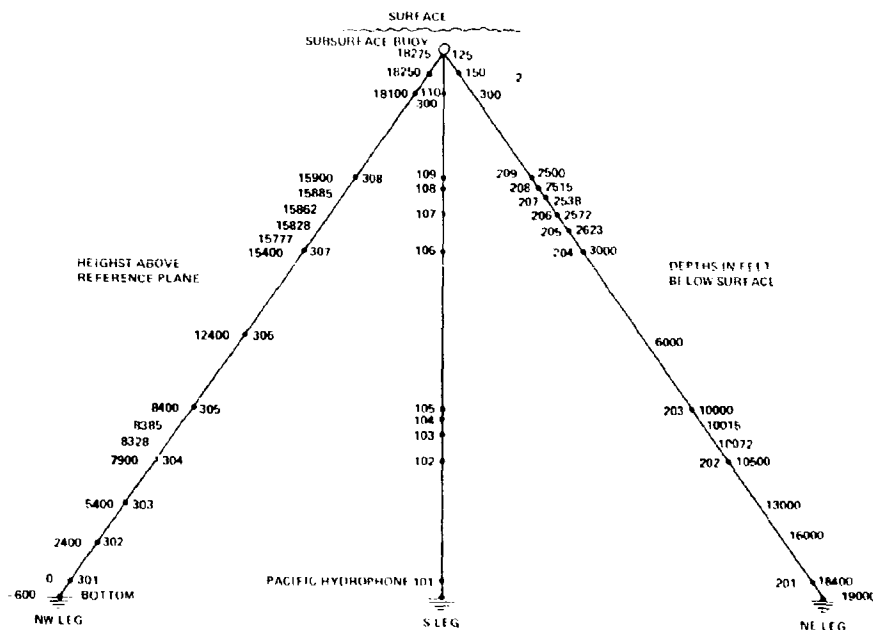 SURFACE
SUBSURFACE BUOY
18275 125
18250 150 2
18100 110 300
300
15900 308 109 209 2500
15885 108 208 2515
207 2538
15862 107 206 2572
15828 205 2623
15777
15400 307 106 204 3000
HEIGHST ABOVE
REFERENCE PLANE
DEPTHS IN FEET
BELOW SURFACE
12400 306 6000
8400 305 105 203 10000
8385 104 10015
8328 103 10072
7900 304 102 202 10500
5400 303 13000
2400 302 16000
0 301 PACIFIC HYDROPHONE 101 201 18400
-600 BOTTOM 19000
NW LEG S LEG NE LEG